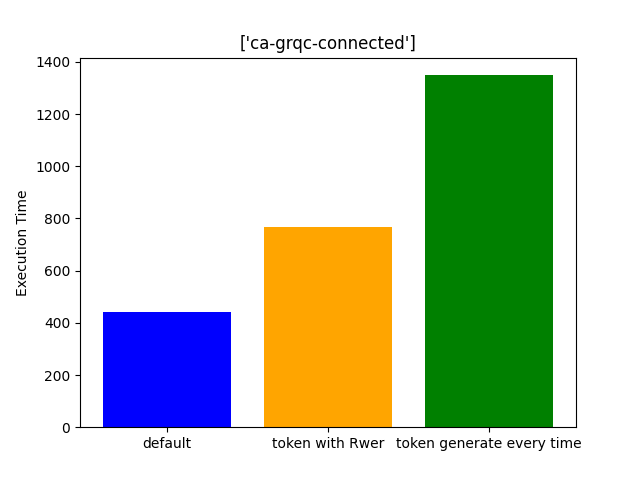 ['ca-grqc-connected']
1400
1200
1000
800
600
400
200
0
Execution Time
default
token with Rwer
token generate every time